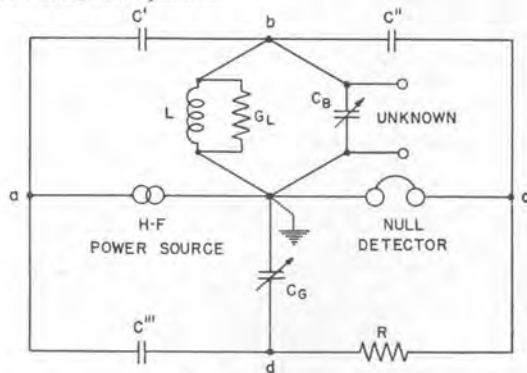 C' b C''
L G_L C_B UNKNOWN
a c
H-F NULL
POWER SOURCE DETECTOR
C_G
C''' R
d